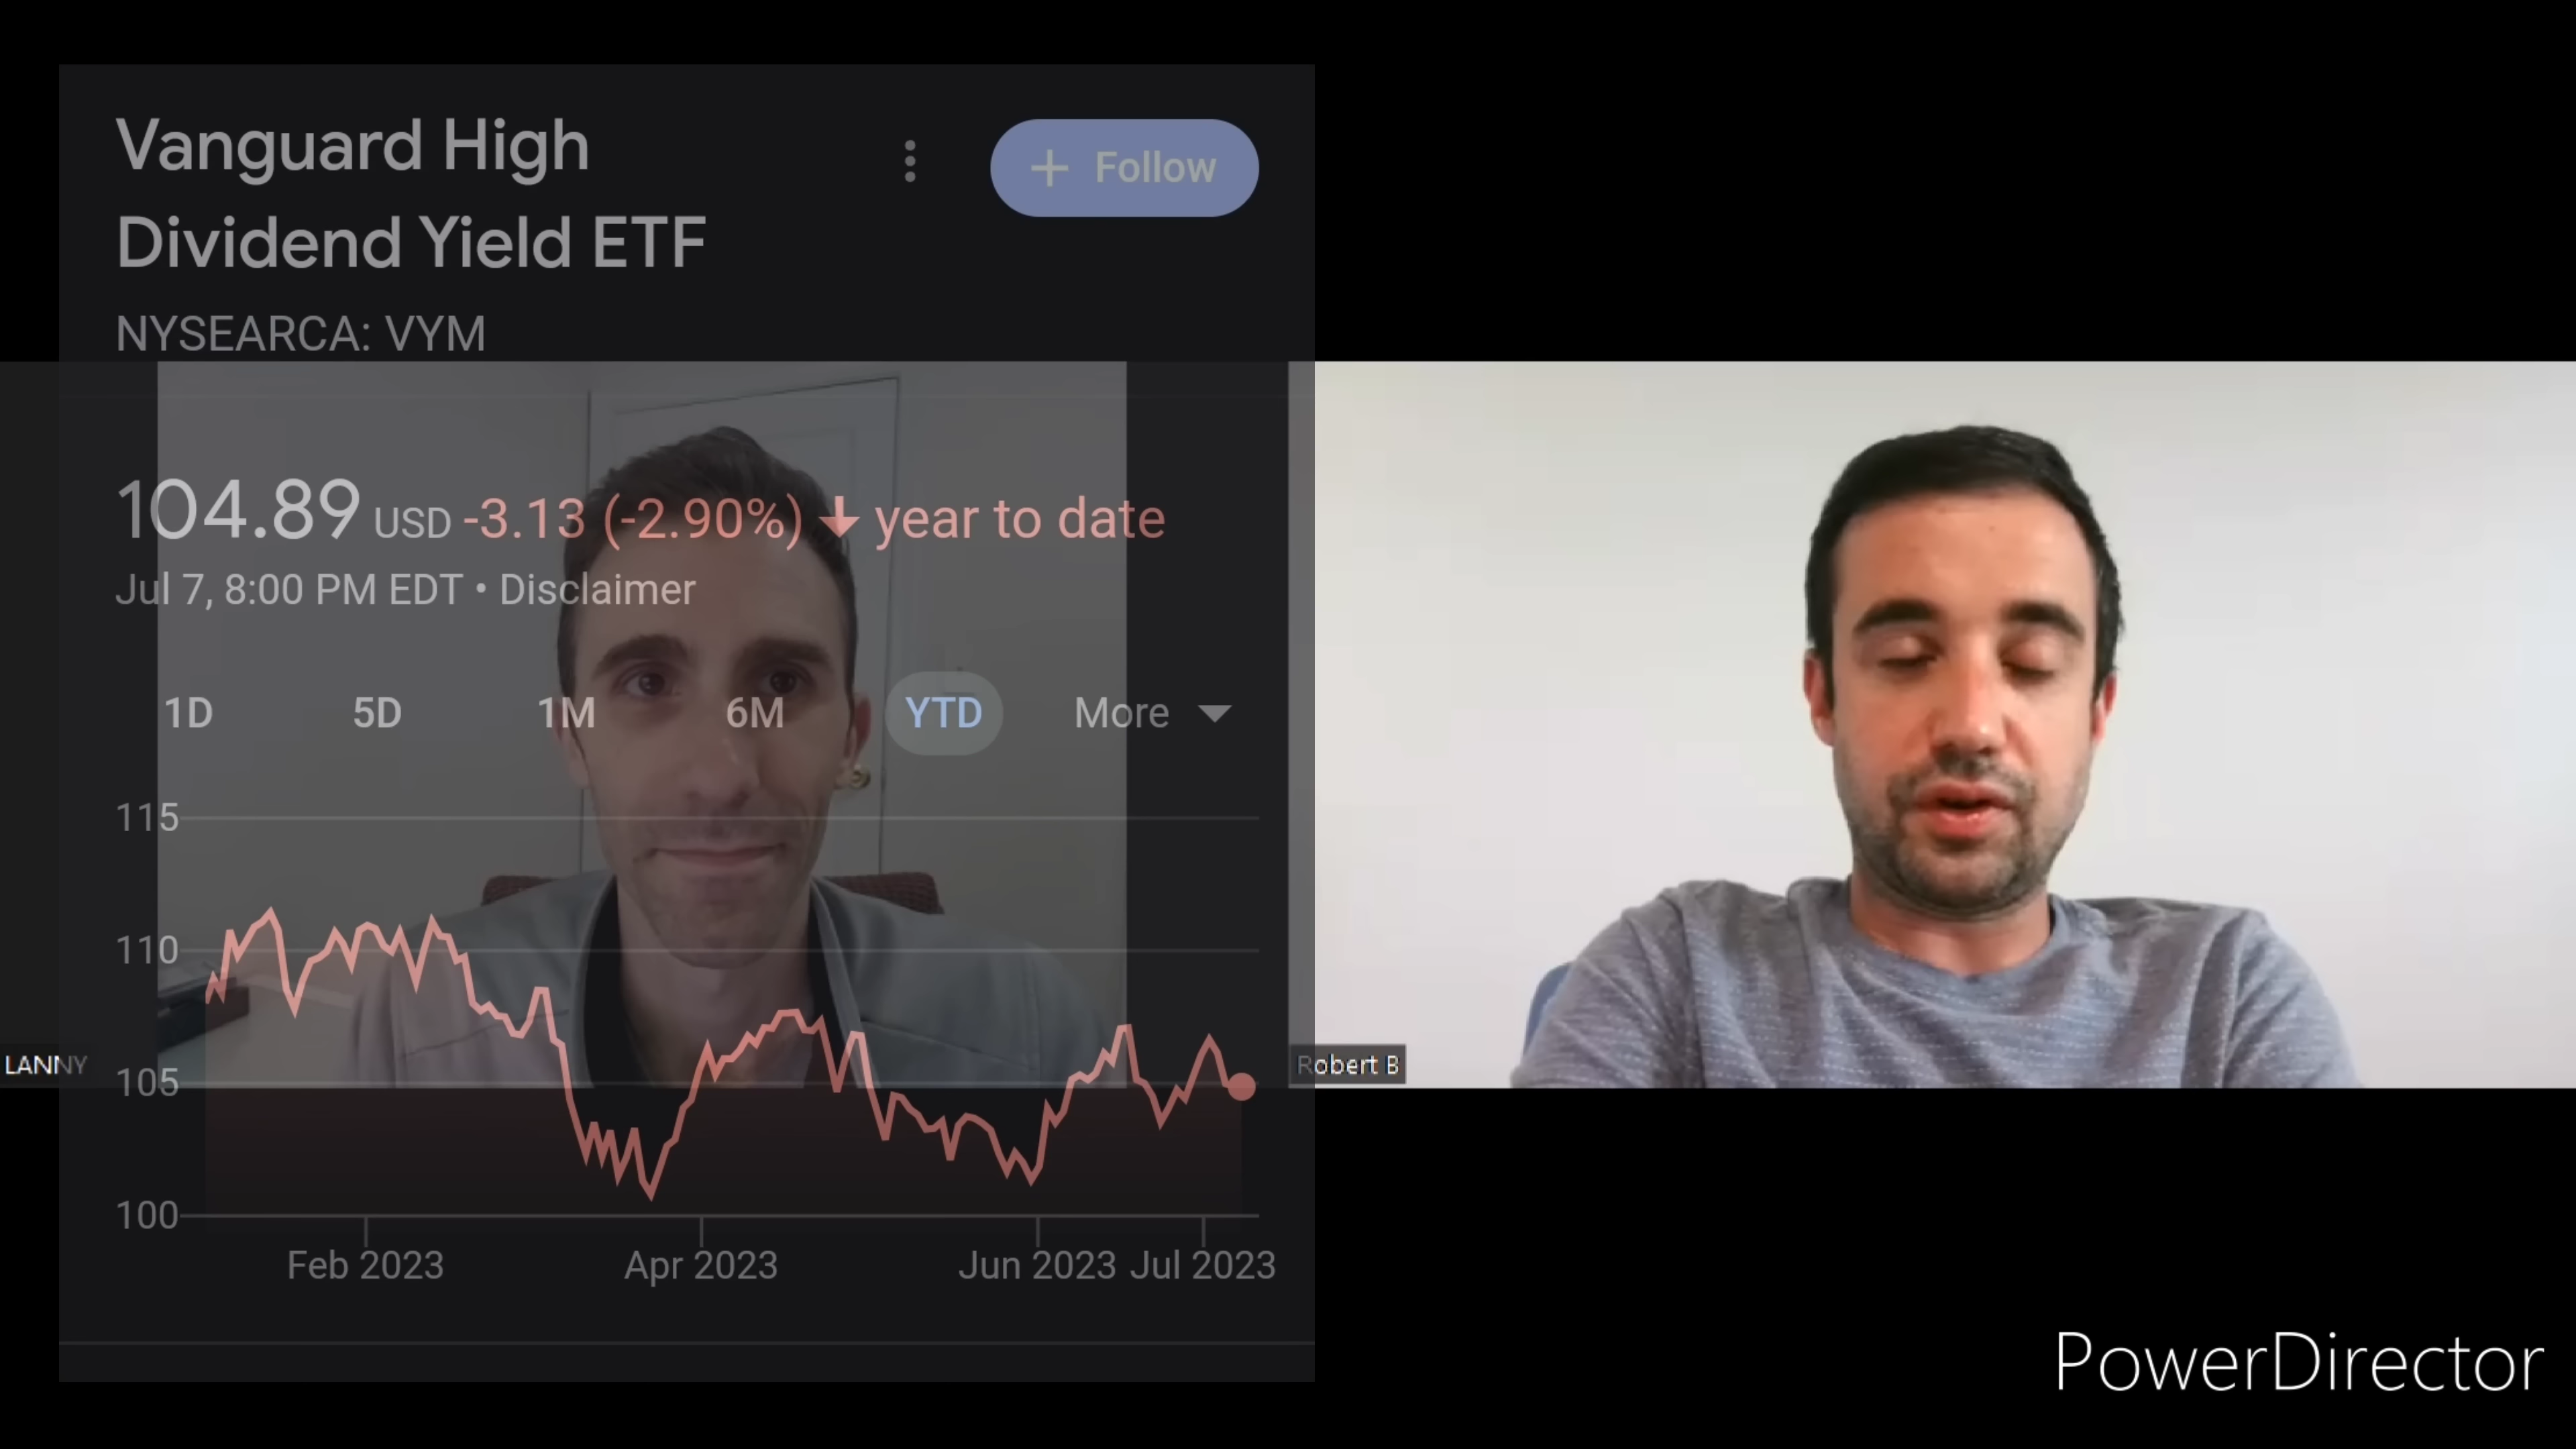 Vanguard High
Dividend Yield ETF
+ Follow
NYSEARCA: VYM
104.89 USD -3.13 (-2.90%) ↓ year to date
Jul 7, 8:00 PM EDT • Disclaimer
1D 5D 1M 6M YTD More
115
110
105
100
Feb 2023 Apr 2023 Jun 2023 Jul 2023
LANNY
Robert B
PowerDirector